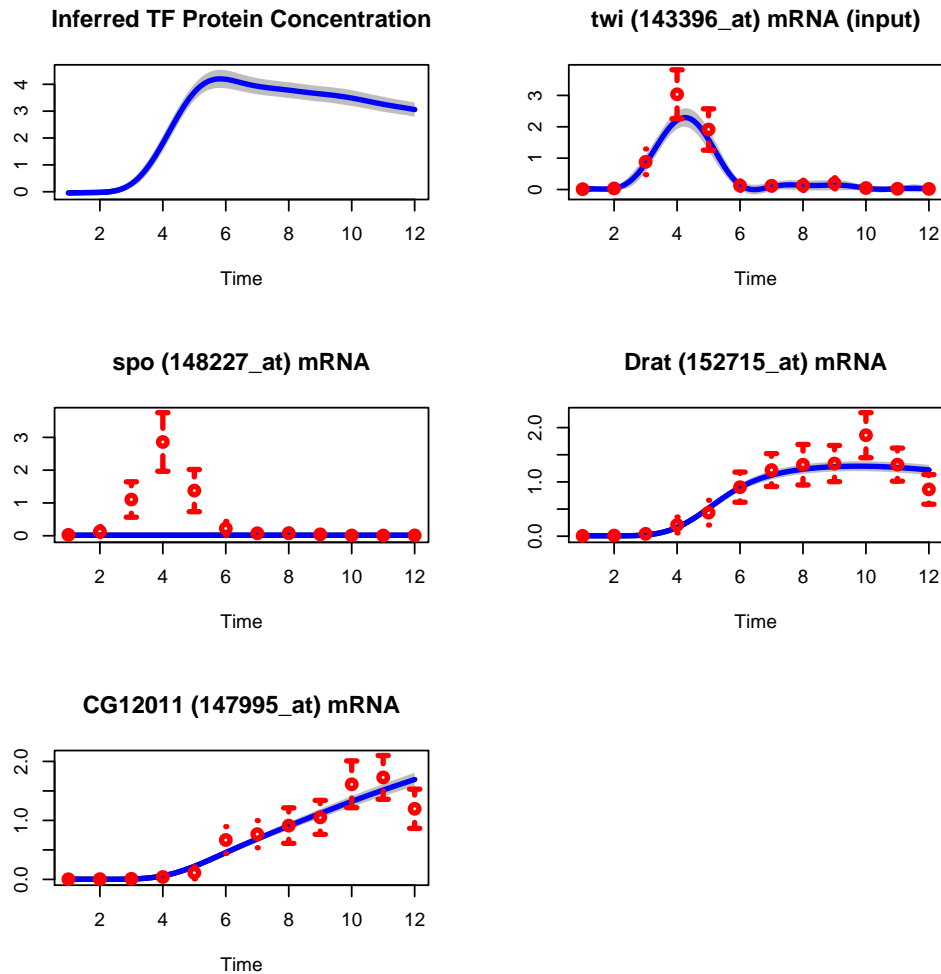 Inferred TF Protein Concentration
4
3
2
1
0
2 4 6 8 10 12
Time
twi (143396_at) mRNA (input)
3
2
1
0
2 4 6 8 10 12
Time
spo (148227_at) mRNA
3
2
1
0
2 4 6 8 10 12
Time
Drat (152715_at) mRNA
2.0
1.0
0.0
2 4 6 8 10 12
Time
CG12011 (147995_at) mRNA
2.0
1.0
0.0
2 4 6 8 10 12
Time